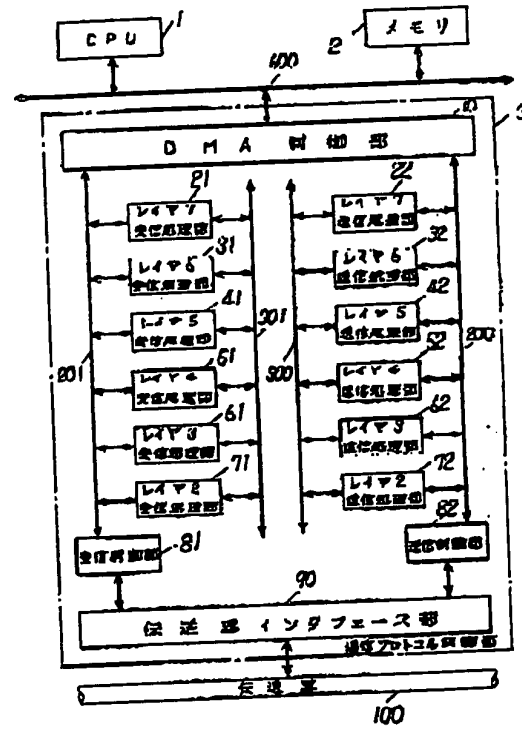 CPU
1
メモリ
2
400
3
DMA 制御部
21
レイヤ7
受信処理部
22
レイヤ7
送信処理部
31
レイヤ6
受信処理部
32
レイヤ6
送信処理部
41
レイヤ5
受信処理部
42
レイヤ5
送信処理部
201
301
300
200
レイヤ4
受信処理部
52
レイヤ4
送信処理部
61
レイヤ3
受信処理部
62
レイヤ3
送信処理部
71
レイヤ2
受信処理部
72
レイヤ2
送信処理部
受信制御部
81
送信制御部
82
90
伝送路インタフェース部
通信プロトコル制御部
伝送路
100